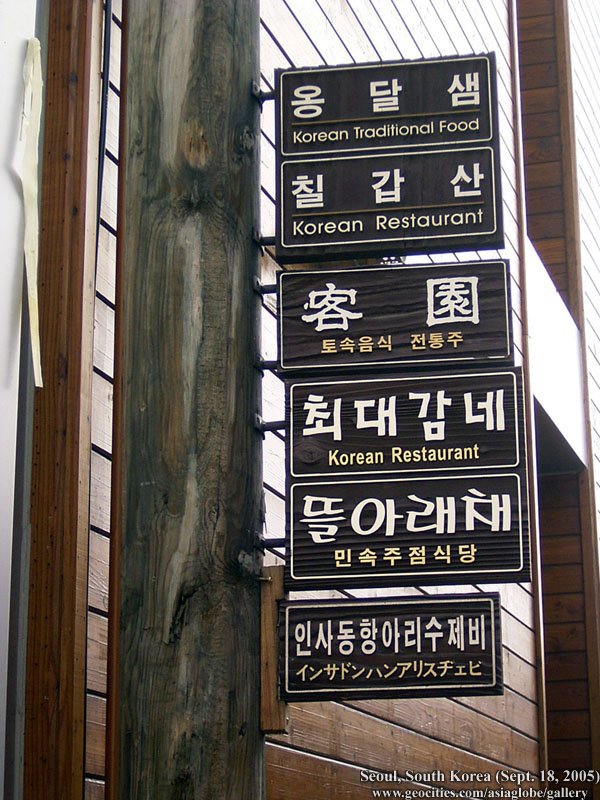 옹달샘
Korean Traditional Food
칠갑산
Korean Restaurant
客園
토속음식 전통주
최대감네
Korean Restaurant
뜰아래채
민속주점식당
인사동항아리수제비
インサドンハンアリスヂェビ
Seoul, South Korea (Sept. 18, 2005)
www.geocities.com/asiaglobe/gallery